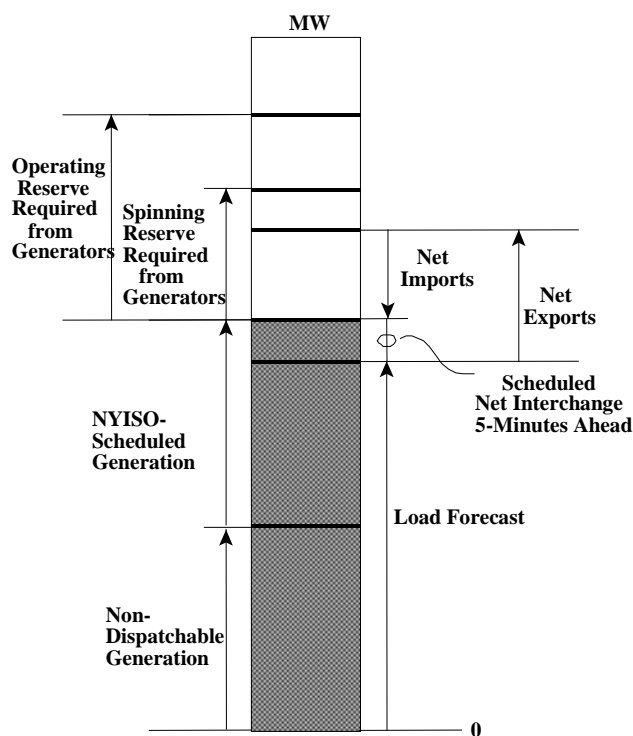 MW
Operating
Reserve
Required
from
Generators
Spinning
Reserve
Required
from
Generators
Net
Imports
Net
Exports
Scheduled
Net Interchange
5-Minutes Ahead
NYISO-
Scheduled
Generation
Load Forecast
Non-
Dispatchable
Generation
0